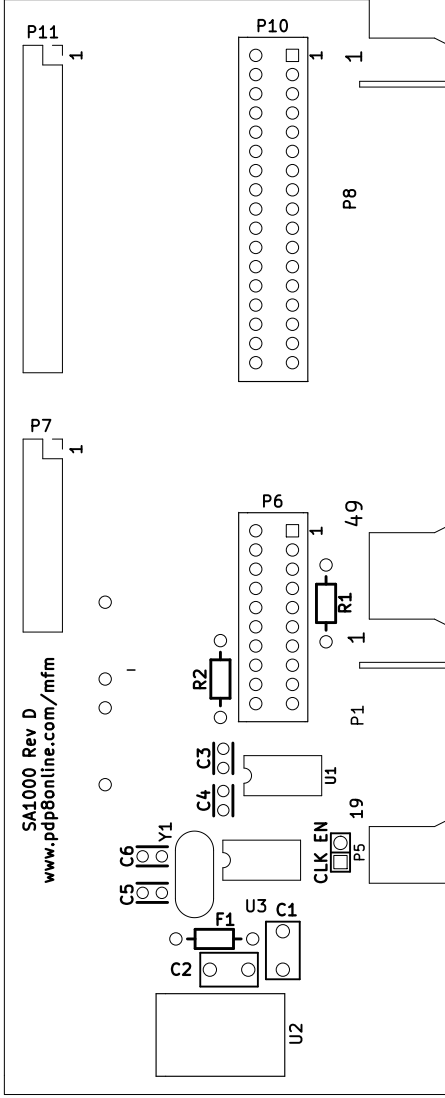 P11
1
P10
1
1
P8
P7
1
P6
1
49
R1
1
R2
P1
SA1000 Rev D
www.pdp8online.com/mfm
C3
C4
U1
19
C6
Y1
C5
CLK EN
P5
U3
F1
C1
C2
U2